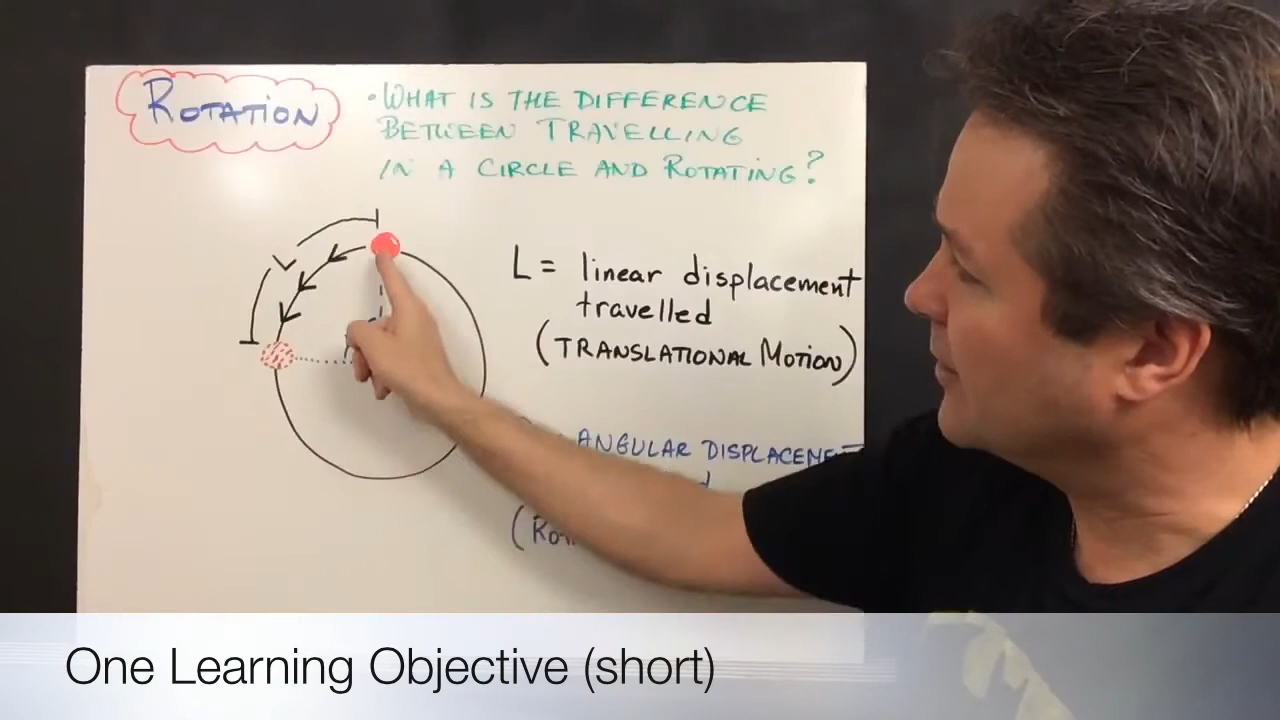 ROTATION
• WHAT IS THE DIFFERENCE
BETWEEN TRAVELLING
IN A CIRCLE AND ROTATING?
L
L = linear displacement
travelled
(TRANSLATIONAL MOTION)
ANGULAR DISPLACEMENT
One Learning Objective (short)